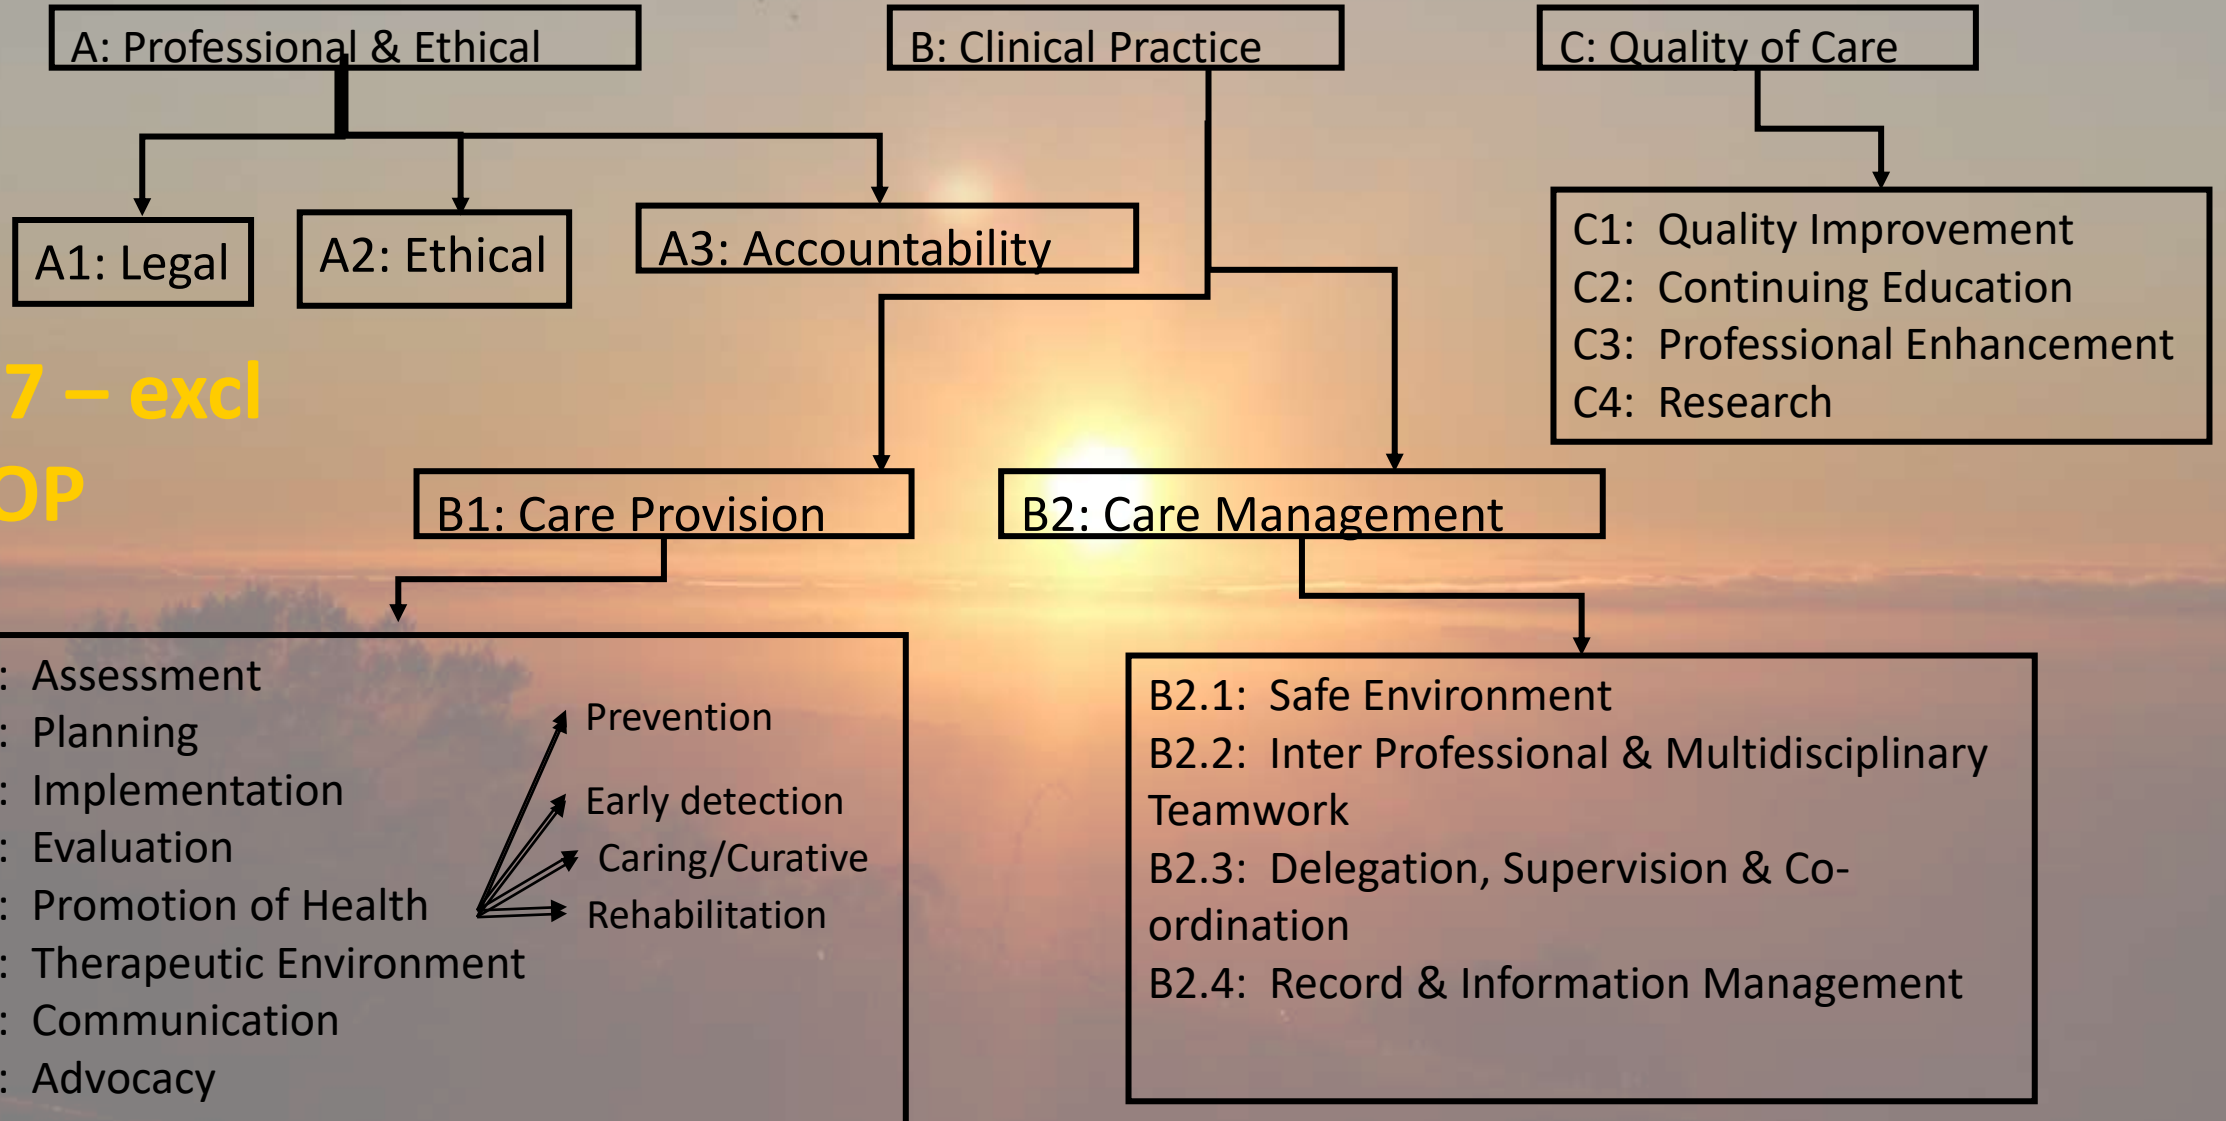 A: Professional & Ethical
B: Clinical Practice
C: Quality of Care
A1: Legal
A2: Ethical
A3: Accountability
C1: Quality Improvement
C2: Continuing Education
C3: Professional Enhancement
C4: Research
7 – excl
OP
B1: Care Provision
B2: Care Management
: Assessment
: Planning
: Implementation
: Evaluation
: Promotion of Health
: Therapeutic Environment
: Communication
: Advocacy
Prevention
Early detection
Caring/Curative
Rehabilitation
B2.1: Safe Environment
B2.2: Inter Professional & Multidisciplinary
Teamwork
B2.3: Delegation, Supervision & Co-
ordination
B2.4: Record & Information Management